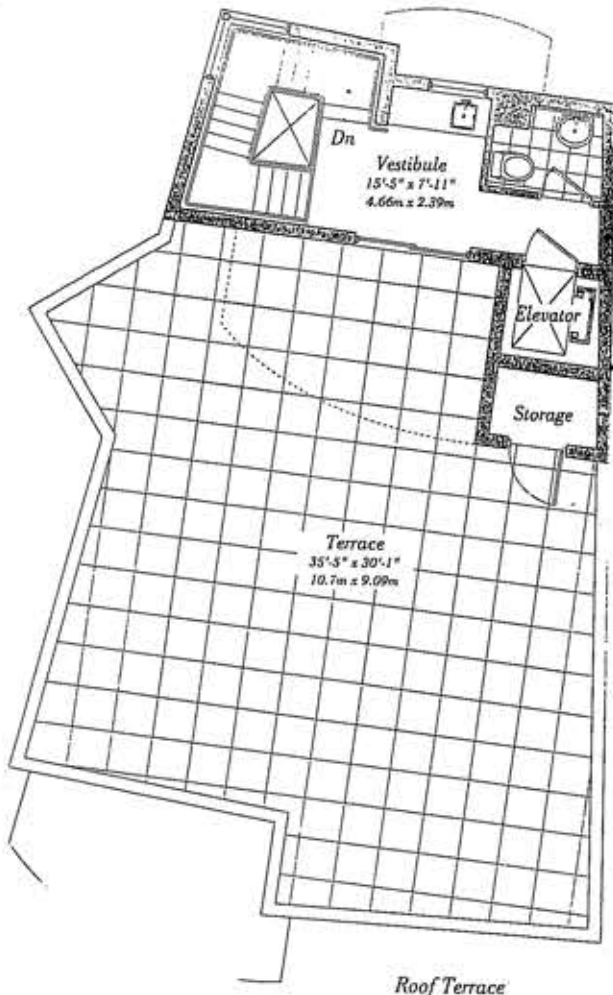 Dn
Vestibule
15'-5" x 7'-11"
4.66m x 2.39m
Elevator
Storage
Terrace
35'-5" x 30'-1"
10.7m x 9.09m
Roof Terrace